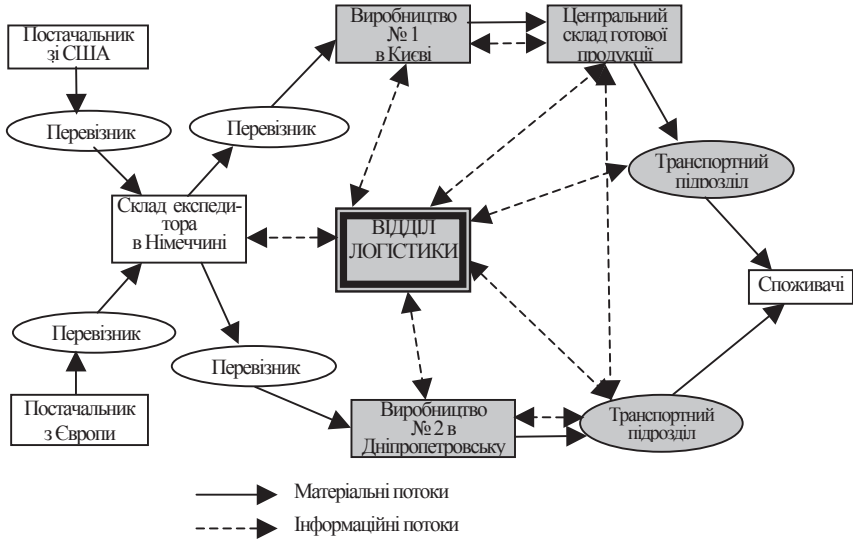 Постачальник
зі США
Перевізник
Склад експеди-
тора
в Німеччині
Перевізник
Постачальник
з Європи
Перевізник
Перевізник
Виробництво
№ 1
в Києві
Центральний
склад готової
продукції
Транспортний
підрозділ
ВІДДІЛ
ЛОГІСТИКИ
Споживачі
Виробництво
№ 2 в
Дніпропетровську
Транспортний
підрозділ
Матеріальні потоки
Інформаційні потоки